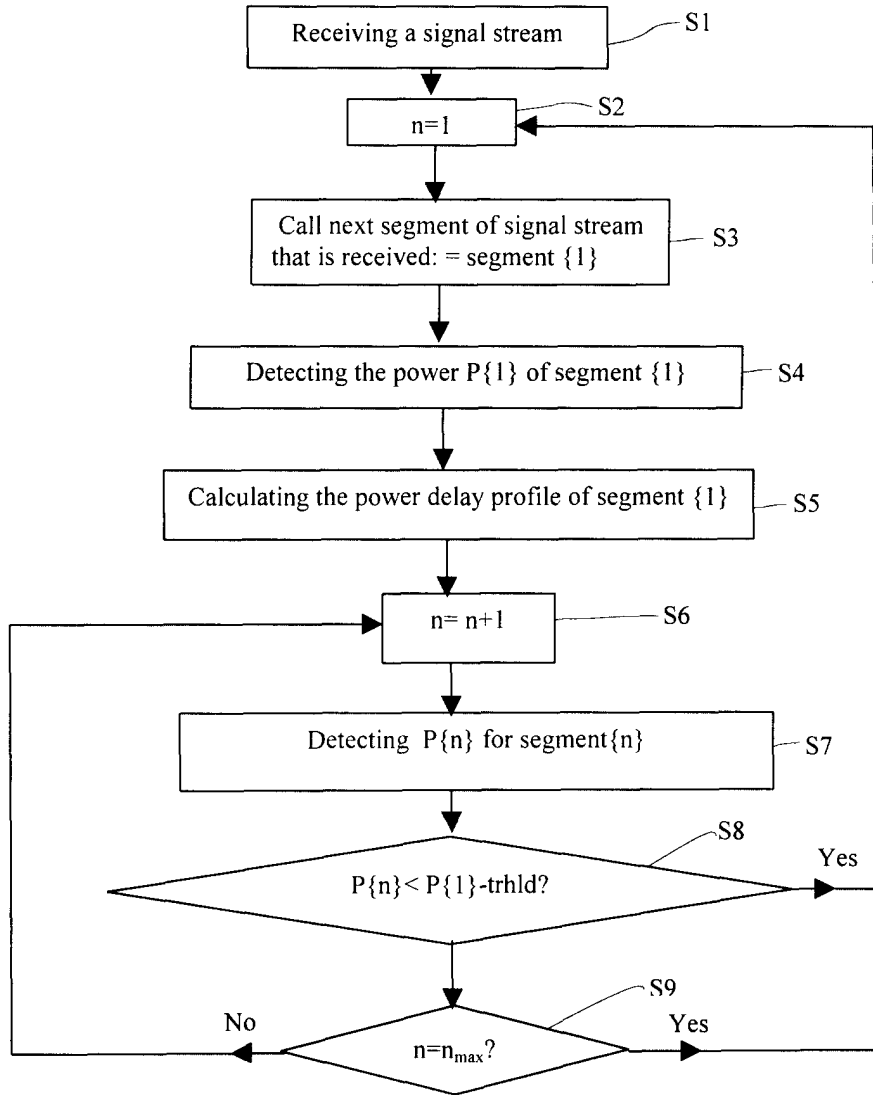 Receiving a signal stream
S1
n=1
S2
Call next segment of signal stream
that is received: = segment {1}
S3
Detecting the power P{1} of segment {1}
S4
Calculating the power delay profile of segment {1}
S5
n= n+1
S6
Detecting P{n} for segment{n}
S7
S8
P{n}< P{1}-trhld?
Yes
S9
No
n=nmax?
Yes